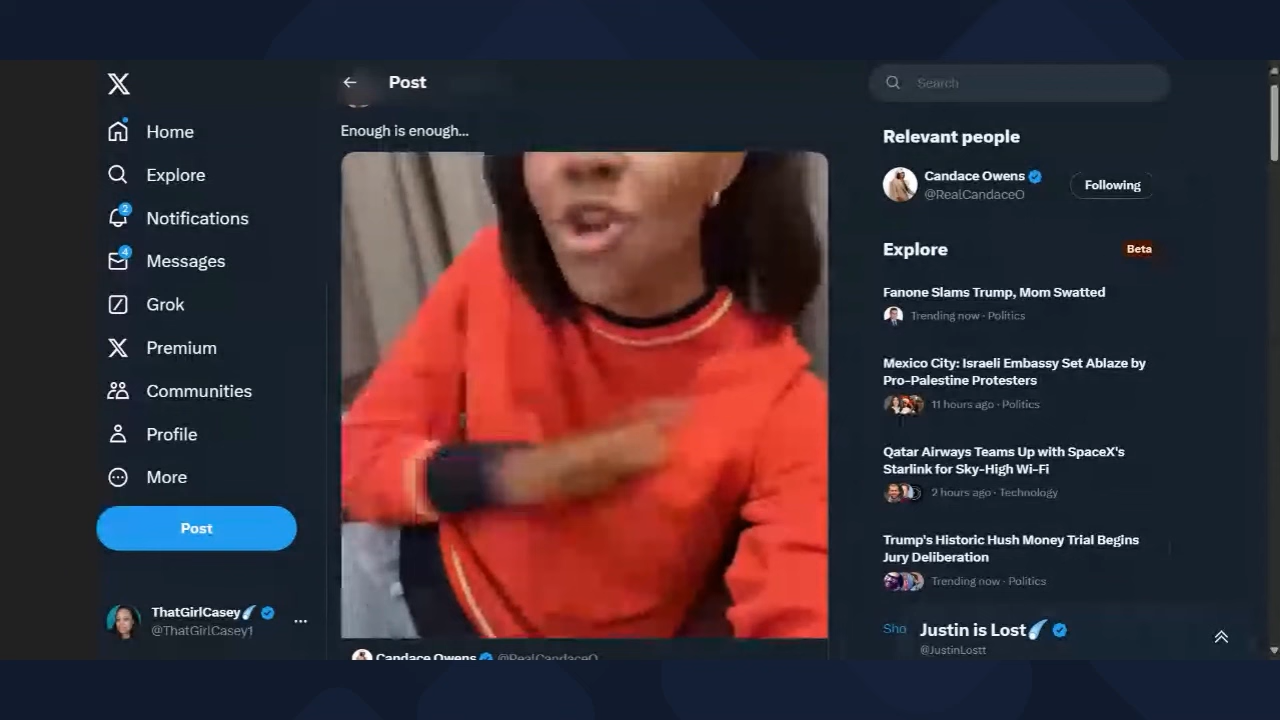 Home
Explore
Notifications
2
Messages
4
Grok
Premium
Communities
Profile
More
Post
ThatGirlCasey
@ThatGirlCasey1
Post
Enough is enough...
Candace Owens @RealCandaceO
Search
Relevant people
Candace Owens
@RealCandaceO
Following
Explore
Beta
Fanone Slams Trump, Mom Swatted
Trending now · Politics
Mexico City: Israeli Embassy Set Ablaze by
Pro-Palestine Protesters
11 hours ago · Politics
Qatar Airways Teams Up with SpaceX's
Starlink for Sky-High Wi-Fi
2 hours ago · Technology
Trump's Historic Hush Money Trial Begins
Jury Deliberation
Trending now · Politics
Sho
Justin is Lost
@JustinLostt